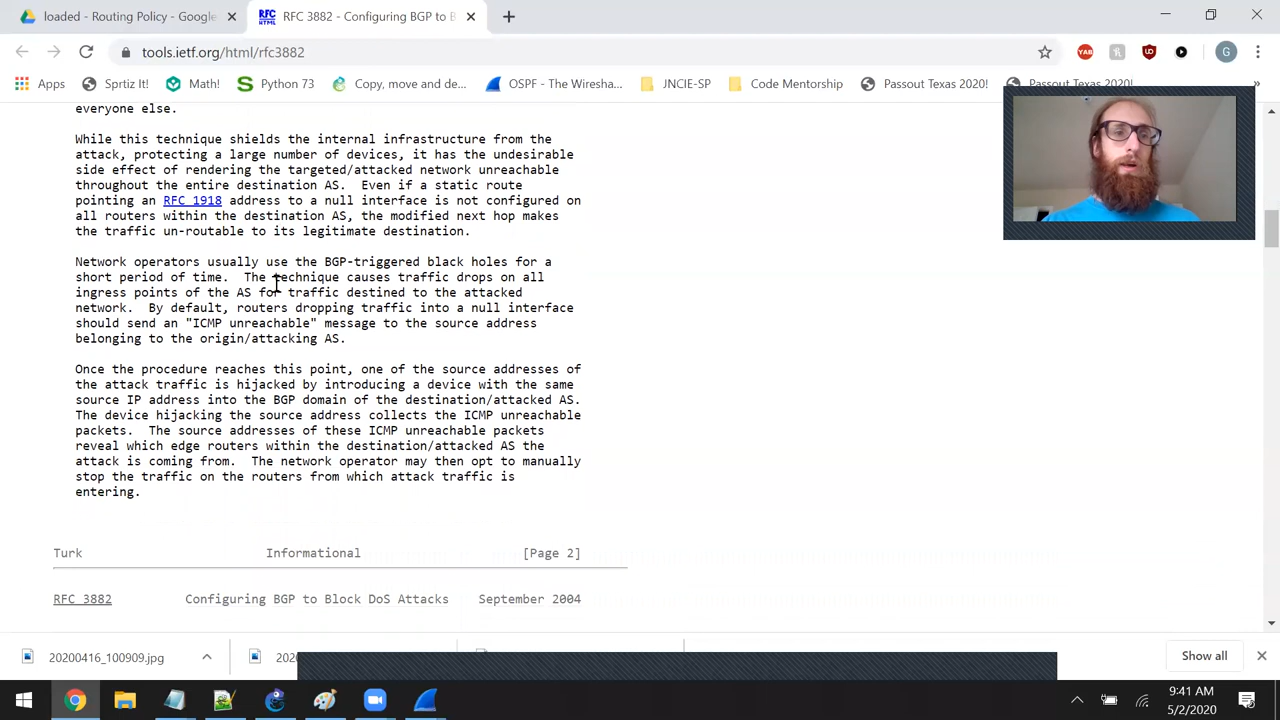 loaded - Routing Policy - Google
RFC HTML
RFC 3882 - Configuring BGP to B
tools.ietf.org/html/rfc3882
YAB
G
Apps
Sprtiz It!
Math!
Python 73
Copy, move and de...
OSPF - The Wiresha...
JNCIE-SP
Code Mentorship
Passout Texas 2020!
Passout Texas 2020!
»
everyone else.
While this technique shields the internal infrastructure from the
attack, protecting a large number of devices, it has the undesirable
side effect of rendering the targeted/attacked network unreachable
throughout the entire destination AS.  Even if a static route
pointing an RFC 1918 address to a null interface is not configured on
all routers within the destination AS, the modified next hop makes
the traffic un-routable to its legitimate destination.
Network operators usually use the BGP-triggered black holes for a
short period of time.  The technique causes traffic drops on all
ingress points of the AS for traffic destined to the attacked
network.  By default, routers dropping traffic into a null interface
should send an "ICMP unreachable" message to the source address
belonging to the origin/attacking AS.
Once the procedure reaches this point, one of the source addresses of
the attack traffic is hijacked by introducing a device with the same
source IP address into the BGP domain of the destination/attacked AS.
The device hijacking the source address collects the ICMP unreachable
packets.  The source addresses of these ICMP unreachable packets
reveal which edge routers within the destination/attacked AS the
attack is coming from.  The network operator may then opt to manually
stop the traffic on the routers from which attack traffic is
entering.
Turk Informational [Page 2]
RFC 3882 Configuring BGP to Block DoS Attacks September 2004
20200416_100909.jpg
Show all
9:41 AM
5/2/2020